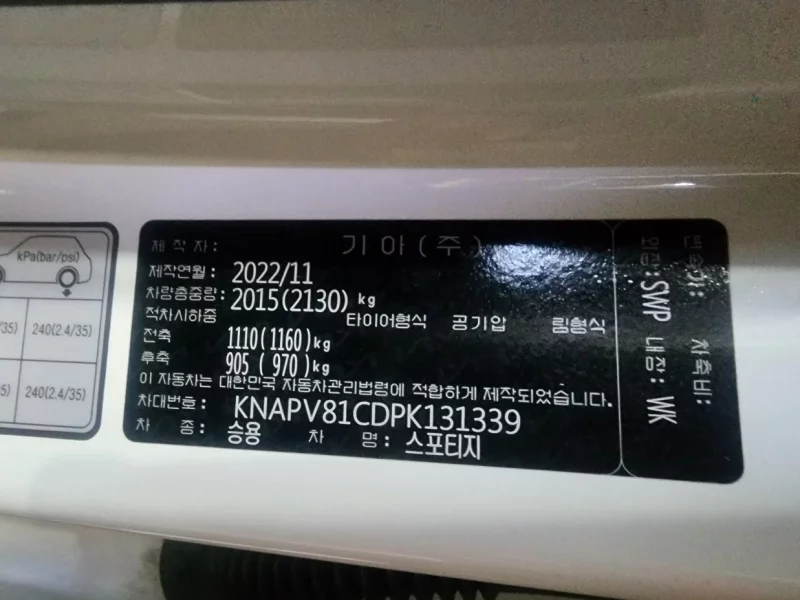 kPa(bar/psi)
/35) 240(2.4/35)
5) 240(2.4/35)
제 작 자 : 기 아 ( 주 )
제작연월 : 2022/11
차량총중량: 2015(2130) kg
적차시하중 타이어형식 공기압 림형식
전축 1110(1160)kg
후축 905 ( 970)kg
이 자동차는 대한민국 자동차관리법령에 적합하게 제작되었습니다.
차대번호: KNAPV81CDPK131339
차 종: 승용 차 명: 스포티지
변속기: 차축비:
외장:SWP 내장: WK